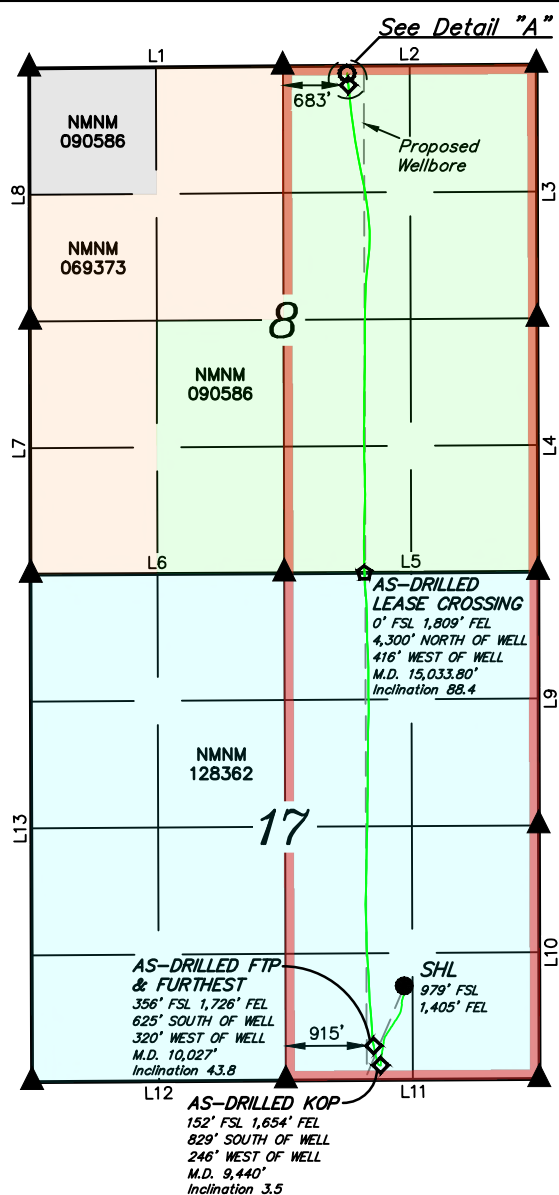 See Detail "A"
L1
L2
NMNM
090586
683'
Proposed
Wellbore
L8
L3
NMNM
069373
8
NMNM
090586
L7
L4
L6
L5
AS-DRILLED
LEASE CROSSING
0' FSL 1,809' FEL
4,300' NORTH OF WELL
416' WEST OF WELL
M.D. 15,033.80'
Inclination 88.4
L9
NMNM
128362
17
L13
L10
AS-DRILLED FTP
& FURTHEST
356' FSL 1,726' FEL
625' SOUTH OF WELL
320' WEST OF WELL
M.D. 10,027'
Inclination 43.8
SHL
979' FSL
1,405' FEL
915'
L12
L11
AS-DRILLED KOP
152' FSL 1,654' FEL
829' SOUTH OF WELL
246' WEST OF WELL
M.D. 9,440'
Inclination 3.5